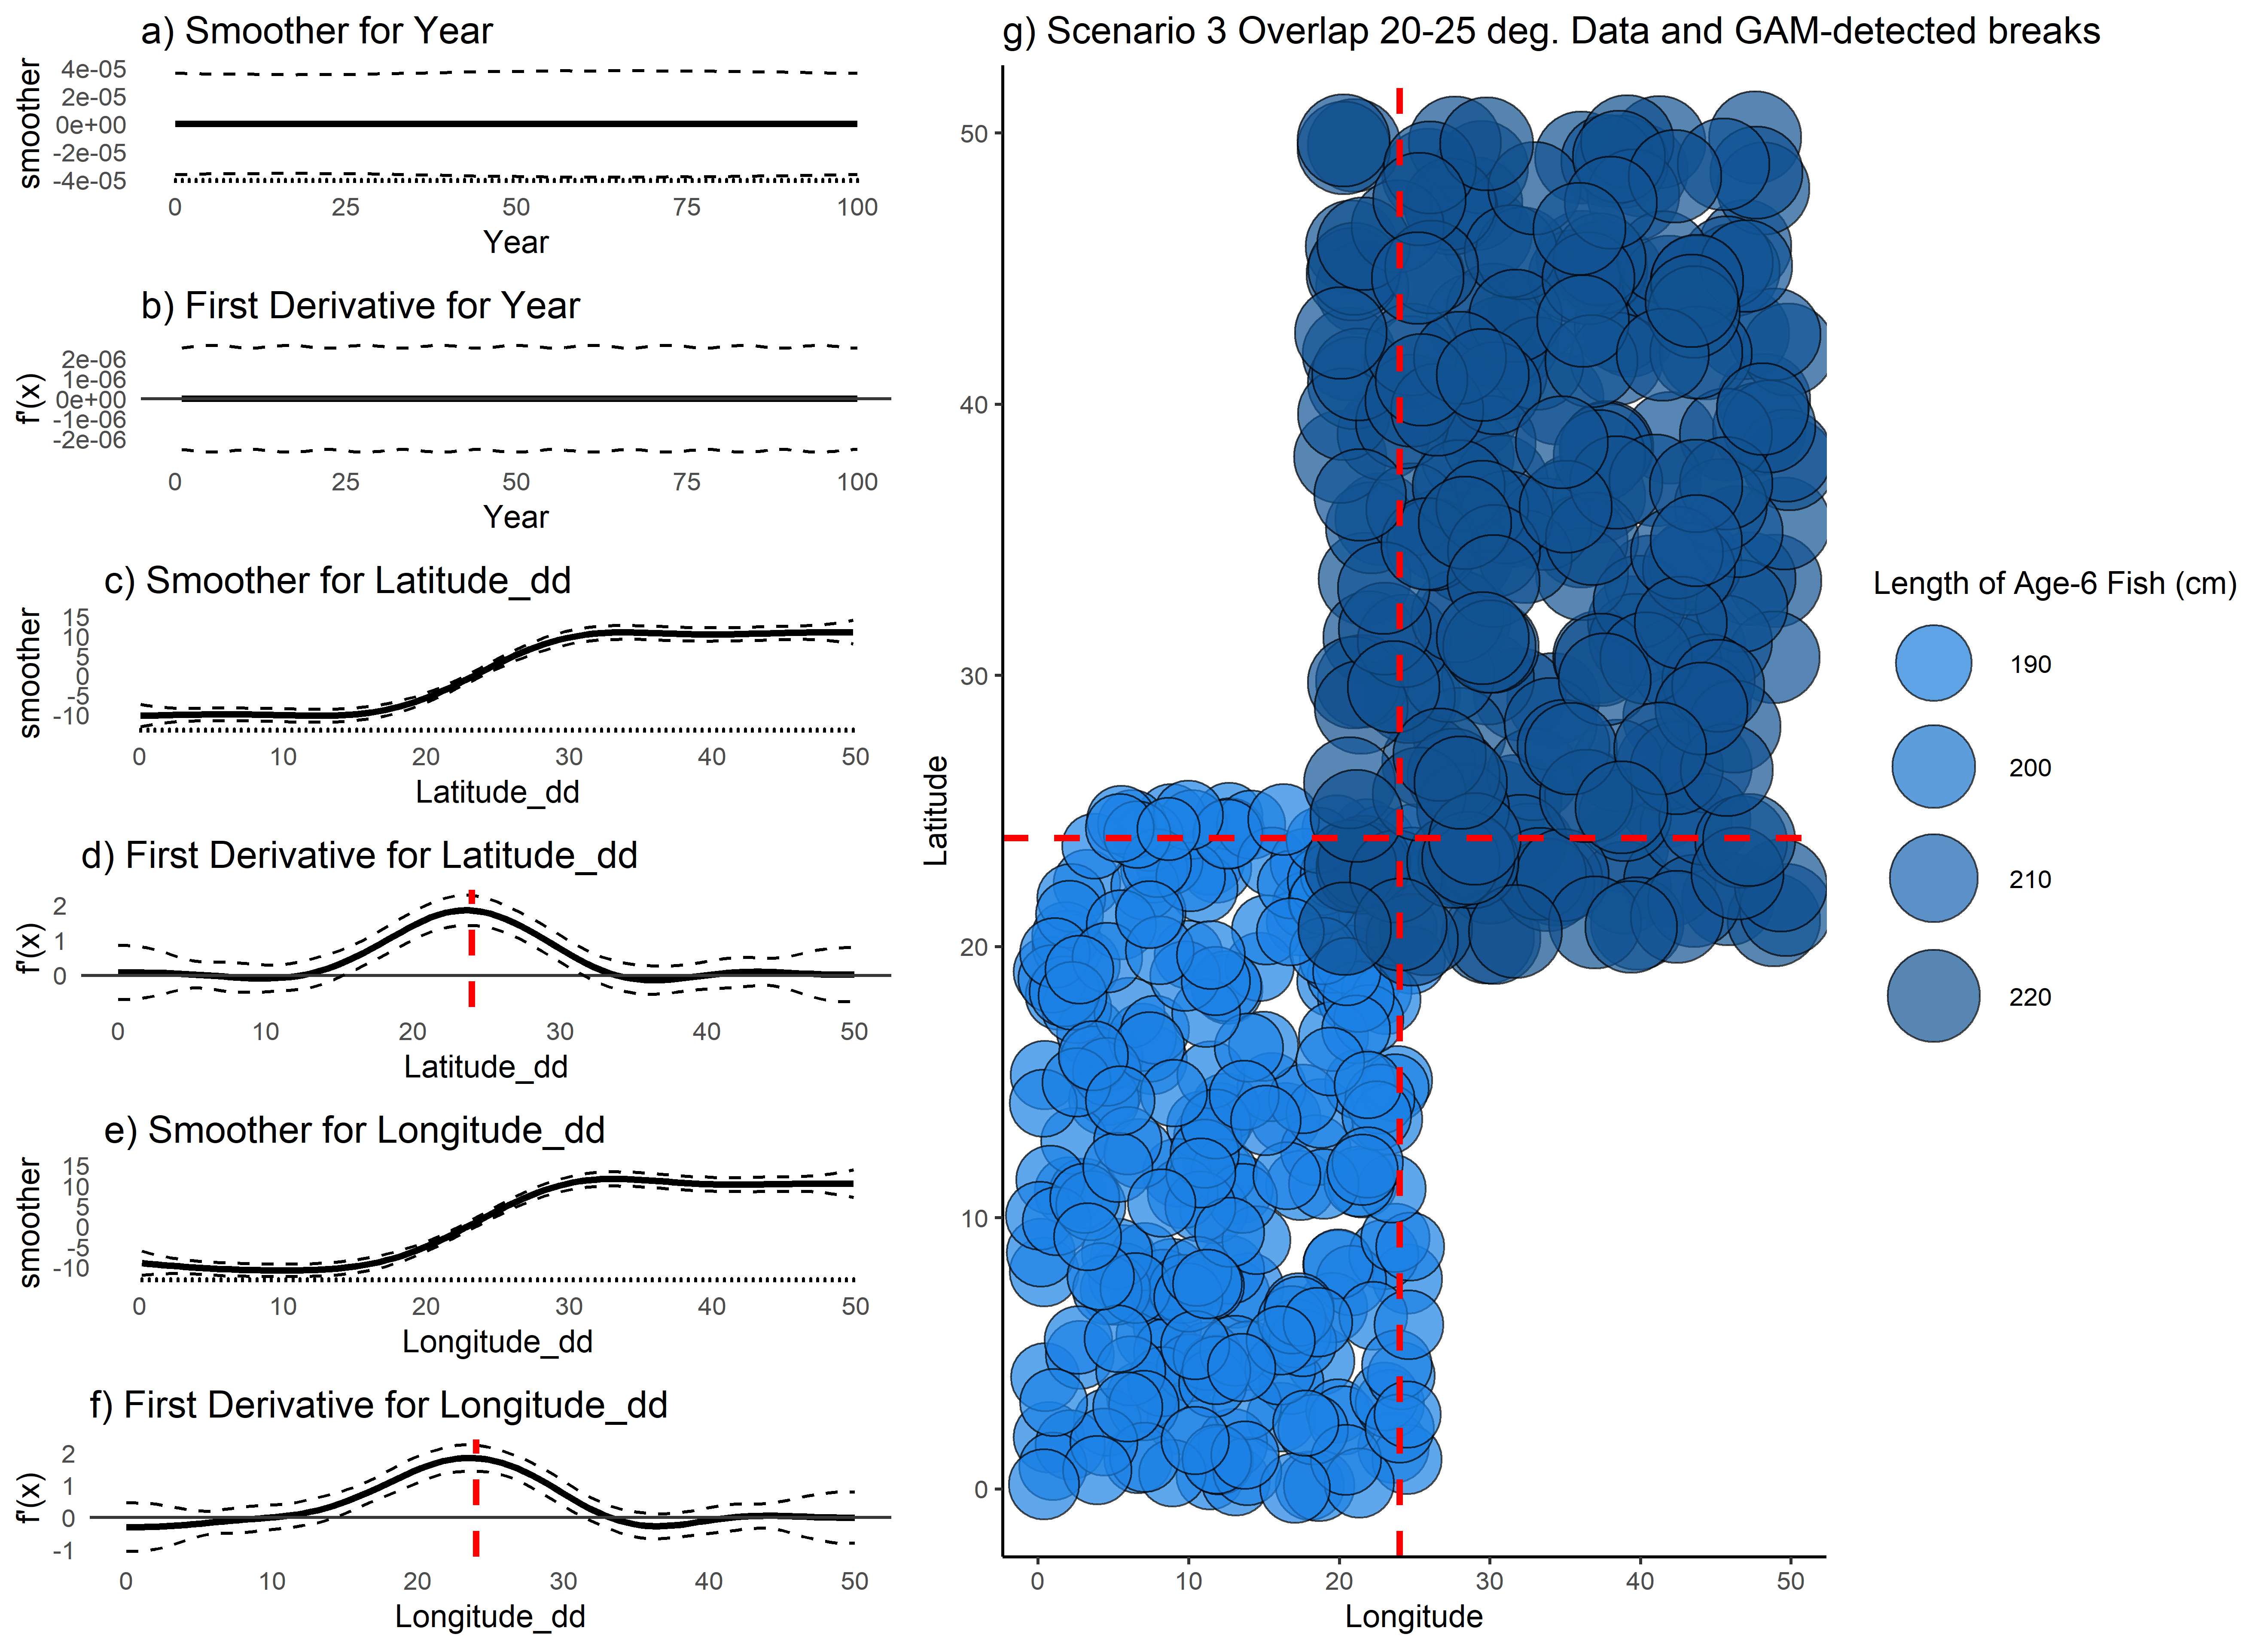 a) Smoother for Year
smoother
4e-05
2e-05
0e+00
-2e-05
-4e-05
0 25 50 75 100
Year
b) First Derivative for Year
f'(x)
2e-06
1e-06
0e+00
-1e-06
-2e-06
0 25 50 75 100
Year
c) Smoother for Latitude_dd
smoother
15
10
5
0
-5
-10
0 10 20 30 40 50
Latitude_dd
d) First Derivative for Latitude_dd
f'(x)
2
1
0
0 10 20 30 40 50
Latitude_dd
e) Smoother for Longitude_dd
smoother
15
10
5
0
-5
-10
0 10 20 30 40 50
Longitude_dd
f) First Derivative for Longitude_dd
f'(x)
2
1
0
-1
0 10 20 30 40 50
Longitude_dd
g) Scenario 3 Overlap 20-25 deg. Data and GAM-detected breaks
Latitude
50
40
30
20
10
0
0 10 20 30 40 50
Longitude
Length of Age-6 Fish (cm)
190
200
210
220